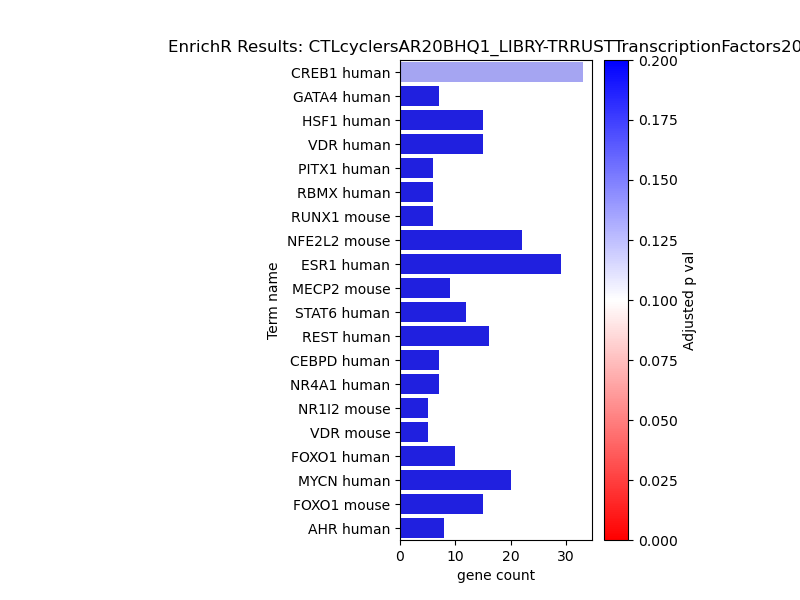 EnrichR Results: CTLcyclersAR20BHQ1_LIBRY-TRRUSTTranscriptionFactors20
CREB1 human
GATA4 human
HSF1 human
VDR human
PITX1 human
RBMX human
RUNX1 mouse
NFE2L2 mouse
ESR1 human
MECP2 mouse
STAT6 human
REST human
CEBPD human
NR4A1 human
NR1I2 mouse
VDR mouse
FOXO1 human
MYCN human
FOXO1 mouse
AHR human
Term name
0 10 20 30
gene count
0.200
0.175
0.150
0.125
0.100
0.075
0.050
0.025
0.000
Adjusted p val